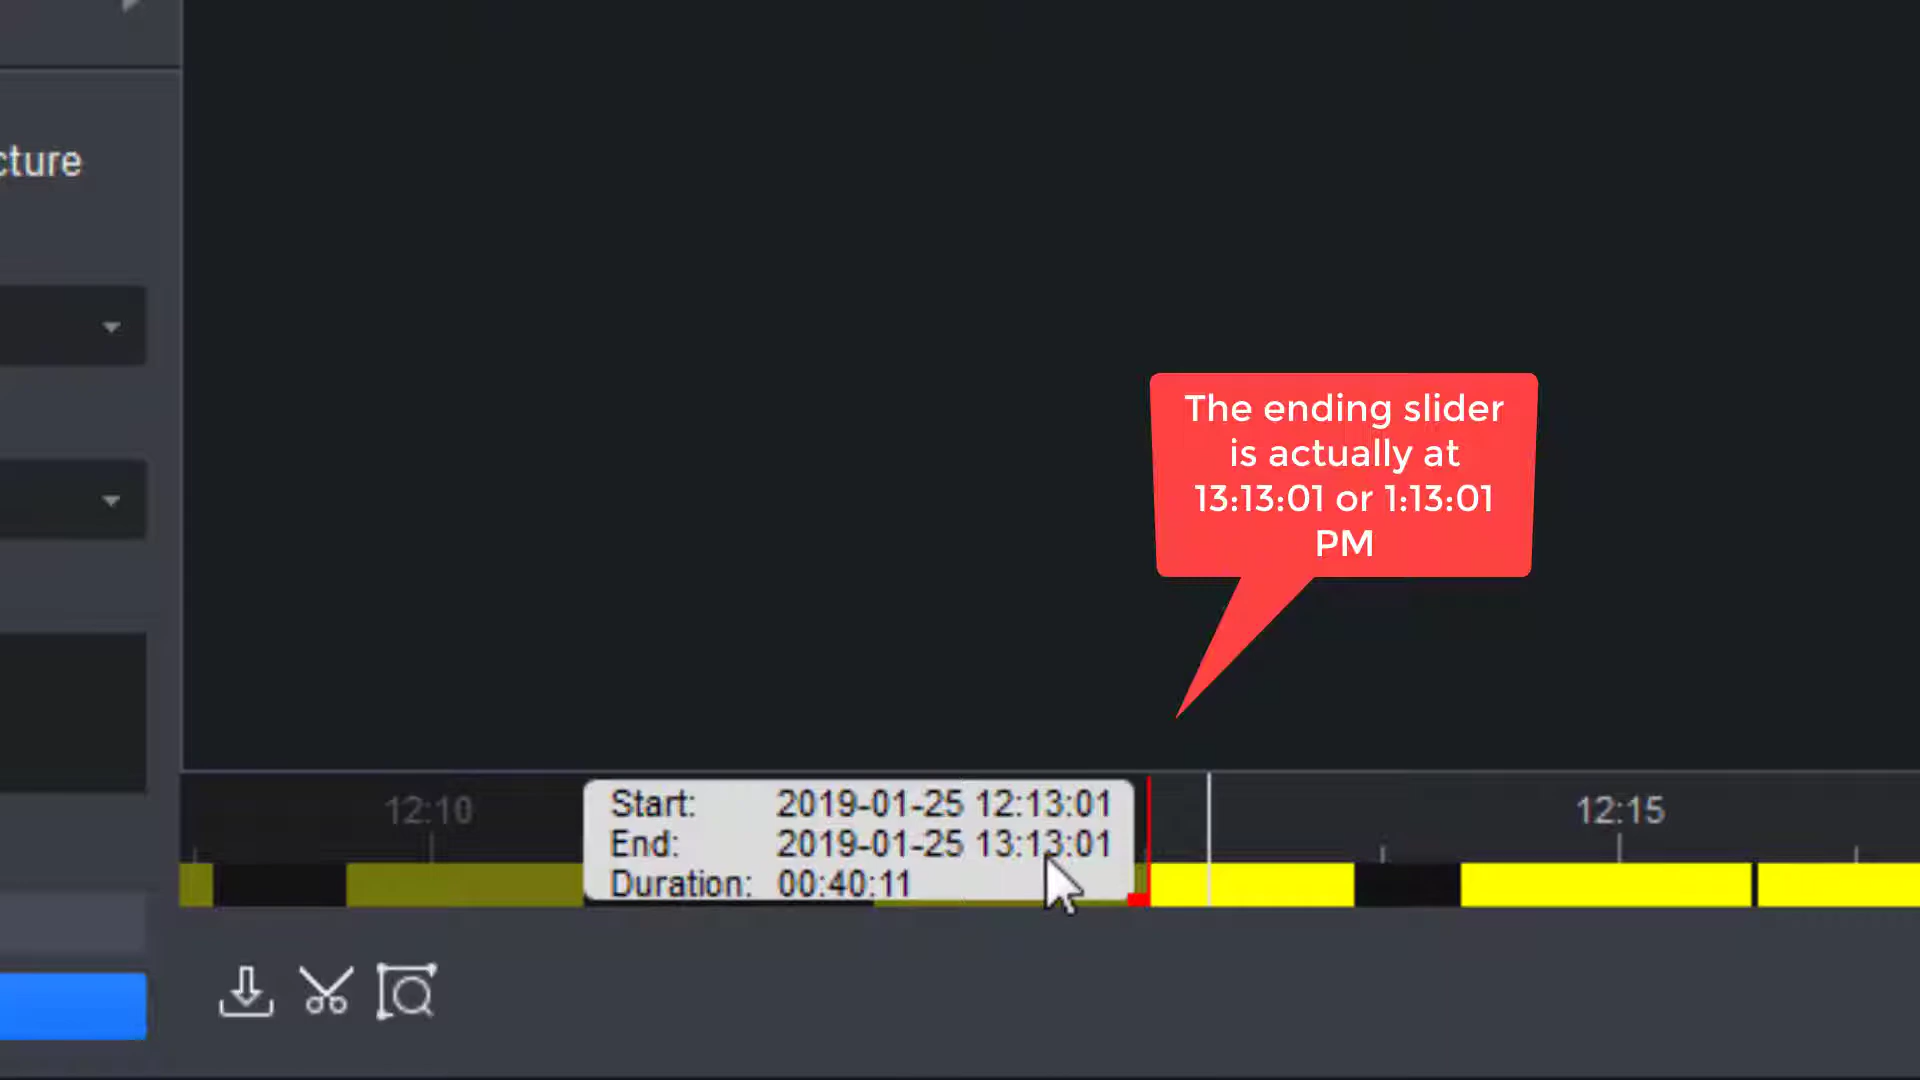 cture
The ending slider
is actually at
13:13:01 or 1:13:01
PM
12:10
Start: 2019-01-25 12:13:01
End: 2019-01-25 13:13:01
Duration: 00:40:11
12:15